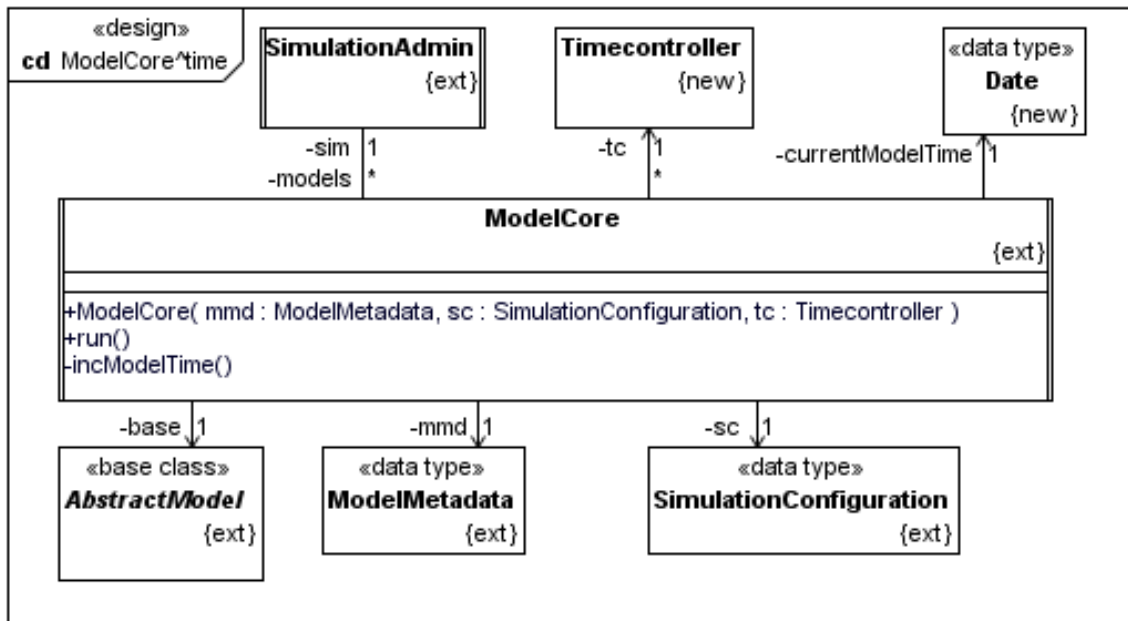 «design»
cd ModelCore^time
SimulationAdmin
{ext}
Timecontroller
{new}
«data type»
Date
{new}
-sim 1
-models *
-tc 1
*
-currentModelTime 1
ModelCore
{ext}
+ModelCore( mmd : ModelMetadata, sc : SimulationConfiguration, tc : Timecontroller )
+run()
-incModelTime()
-base 1
-mmd 1
-sc 1
«base class»
AbstractModel
{ext}
«data type»
ModelMetadata
{ext}
«data type»
SimulationConfiguration
{ext}